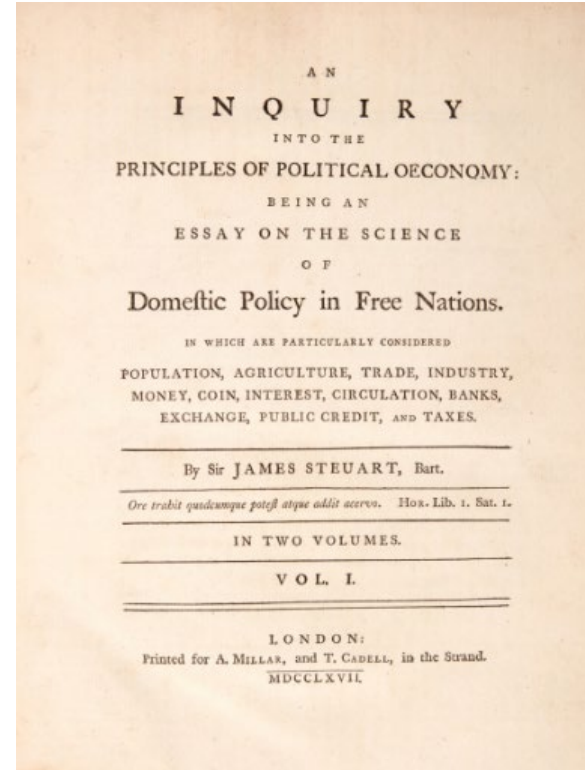 AN
INQUIRY
INTO THE
PRINCIPLES OF POLITICAL OECONOMY:
BEING AN
ESSAY ON THE SCIENCE
OF
Domeſtic Policy in Free Nations.
IN WHICH ARE PARTICULARLY CONSIDERED
POPULATION, AGRICULTURE, TRADE, INDUSTRY,
MONEY, COIN, INTEREST, CIRCULATION, BANKS,
EXCHANGE, PUBLIC CREDIT, AND TAXES.
By Sir JAMES STEUART, Bart.
Ore trahit quodcumque poteſt atque addit acervo. HOR. Lib. 1. Sat. 1.
IN TWO VOLUMES.
VOL. I.
LONDON:
Printed for A. MILLAR, and T. CADELL, in the Strand.
MDCCLXVII.